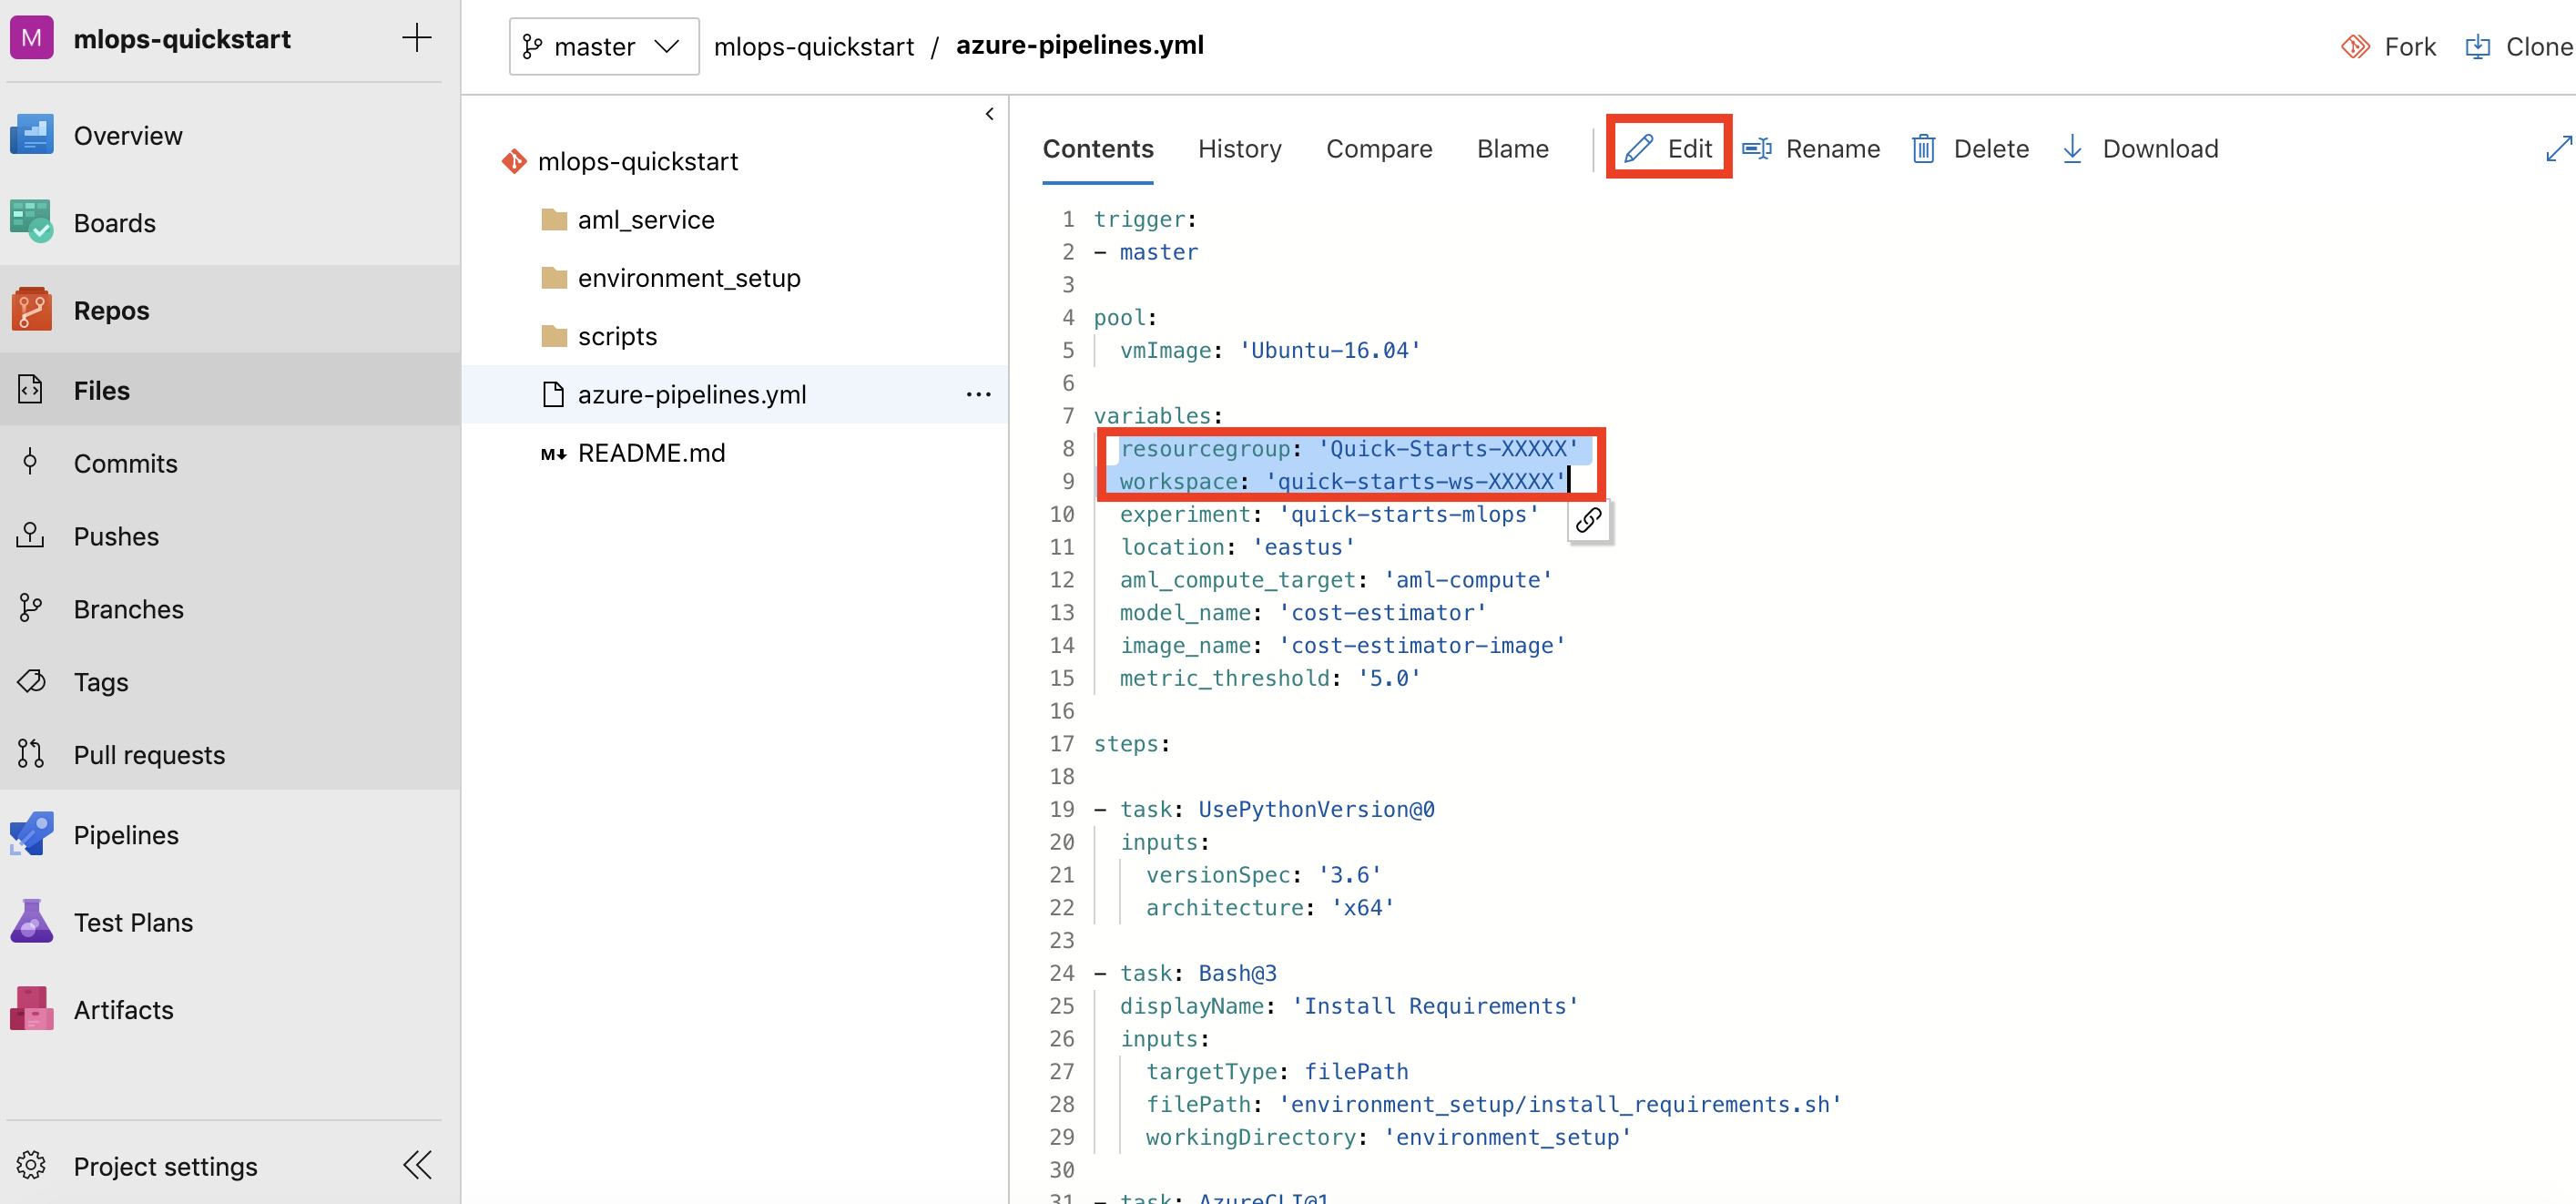 M mlops-quickstart
Overview
Boards
Repos
Files
Commits
Pushes
Branches
Tags
Pull requests
Pipelines
Test Plans
Artifacts
Project settings
master mlops-quickstart / azure-pipelines.yml
Fork Clone
mlops-quickstart
aml_service
environment_setup
scripts
azure-pipelines.yml ...
M README.md
Contents History Compare Blame Edit Rename Delete Download
1 trigger:
2 - master
3
4 pool:
5 vmImage: 'Ubuntu-16.04'
6
7 variables:
8 resourcegroup: 'Quick-Starts-XXXXX'
9 workspace: 'quick-starts-ws-XXXXX'
10 experiment: 'quick-starts-mlops'
11 location: 'eastus'
12 aml_compute_target: 'aml-compute'
13 model_name: 'cost-estimator'
14 image_name: 'cost-estimator-image'
15 metric_threshold: '5.0'
16
17 steps:
18
19 - task: UsePythonVersion@0
20 inputs:
21 versionSpec: '3.6'
22 architecture: 'x64'
23
24 - task: Bash@3
25 displayName: 'Install Requirements'
26 inputs:
27 targetType: filePath
28 filePath: 'environment_setup/install_requirements.sh'
29 workingDirectory: 'environment_setup'
30
31 - task: AzureCLI@1